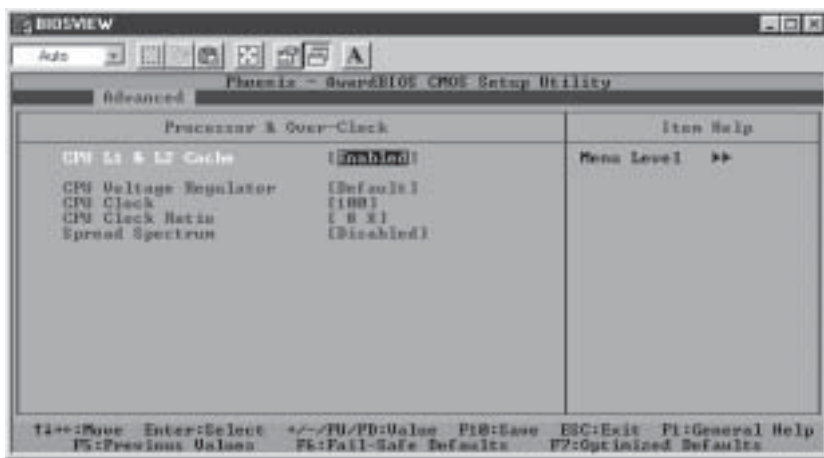 BIOSVIEW
Auto
A
Phoenix - AwardBIOS CMOS Setup Utility
Advanced
Processor & Over-Clock
Item Help
CPU L1 & L2 Cache [Enabled]
Menu Level ▶▶
CPU Voltage Regulator [Default]
CPU Clock [100]
CPU Clock Ratio [ 8 X]
Spread Spectrum [Disabled]
↑↓→←:Move Enter:Select +/-/PU/PD:Value F10:Save ESC:Exit F1:General Help
F5:Previous Values F6:Fail-Safe Defaults F7:Optimized Defaults